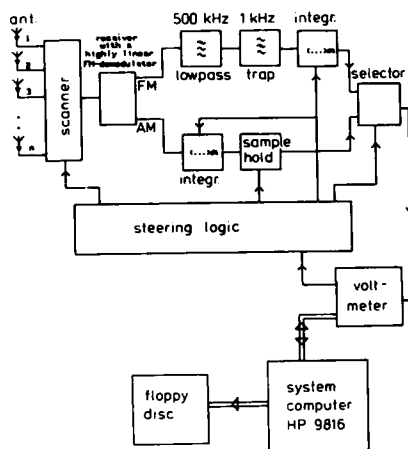 ant.
1
2
3
n
scanner
receiver
with a
highly linear
FM-demodulator
FM
AM
500 kHz
lowpass
1 kHz
trap
integr.
integr.
sample
hold
selector
steering logic
volt-
meter
system
computer
HP 9816
floppy
disc